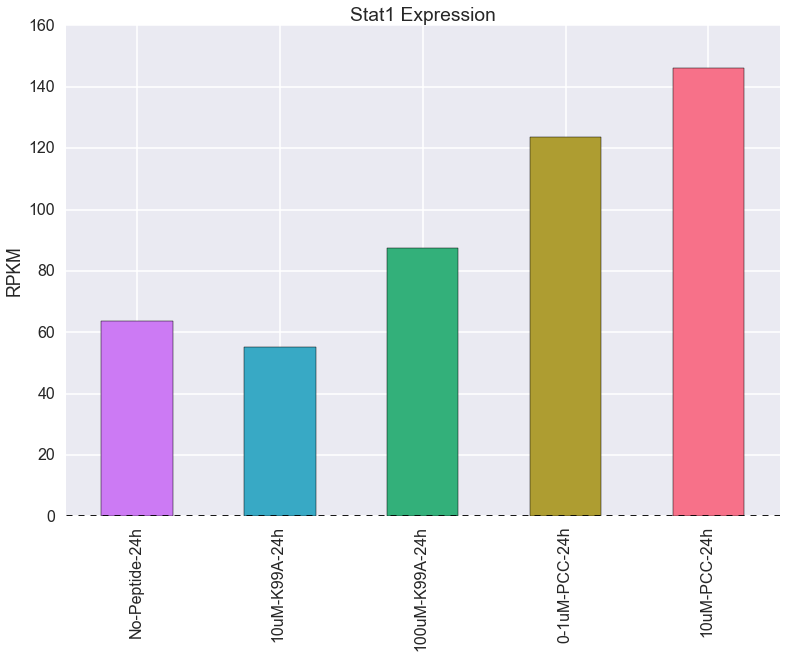 Stat1 Expression
160
140
120
100
80
60
40
20
0
RPKM
No-Peptide-24h
10uM-K99A-24h
100uM-K99A-24h
0-1uM-PCC-24h
10uM-PCC-24h